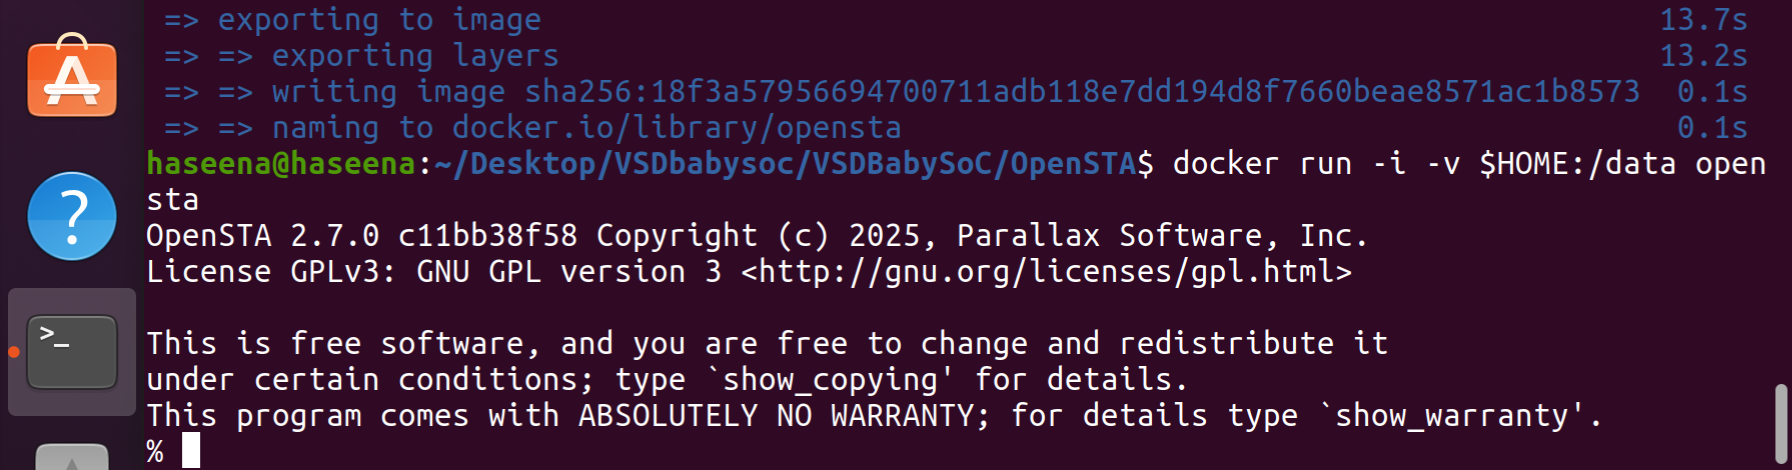 => exporting to image 13.7s
=> => exporting layers 13.2s
=> => writing image sha256:18f3a57956694700711adb118e7dd194d8f7660beae8571ac1b8573 0.1s
=> => naming to docker.io/library/opensta 0.1s
haseena@haseena:~/Desktop/VSDbabysoc/VSDBabySoC/OpenSTA$ docker run -i -v $HOME:/data open
sta
OpenSTA 2.7.0 c11bb38f58 Copyright (c) 2025, Parallax Software, Inc.
License GPLv3: GNU GPL version 3 <http://gnu.org/licenses/gpl.html>
This is free software, and you are free to change and redistribute it
under certain conditions; type `show_copying' for details.
This program comes with ABSOLUTELY NO WARRANTY; for details type `show_warranty'.
%